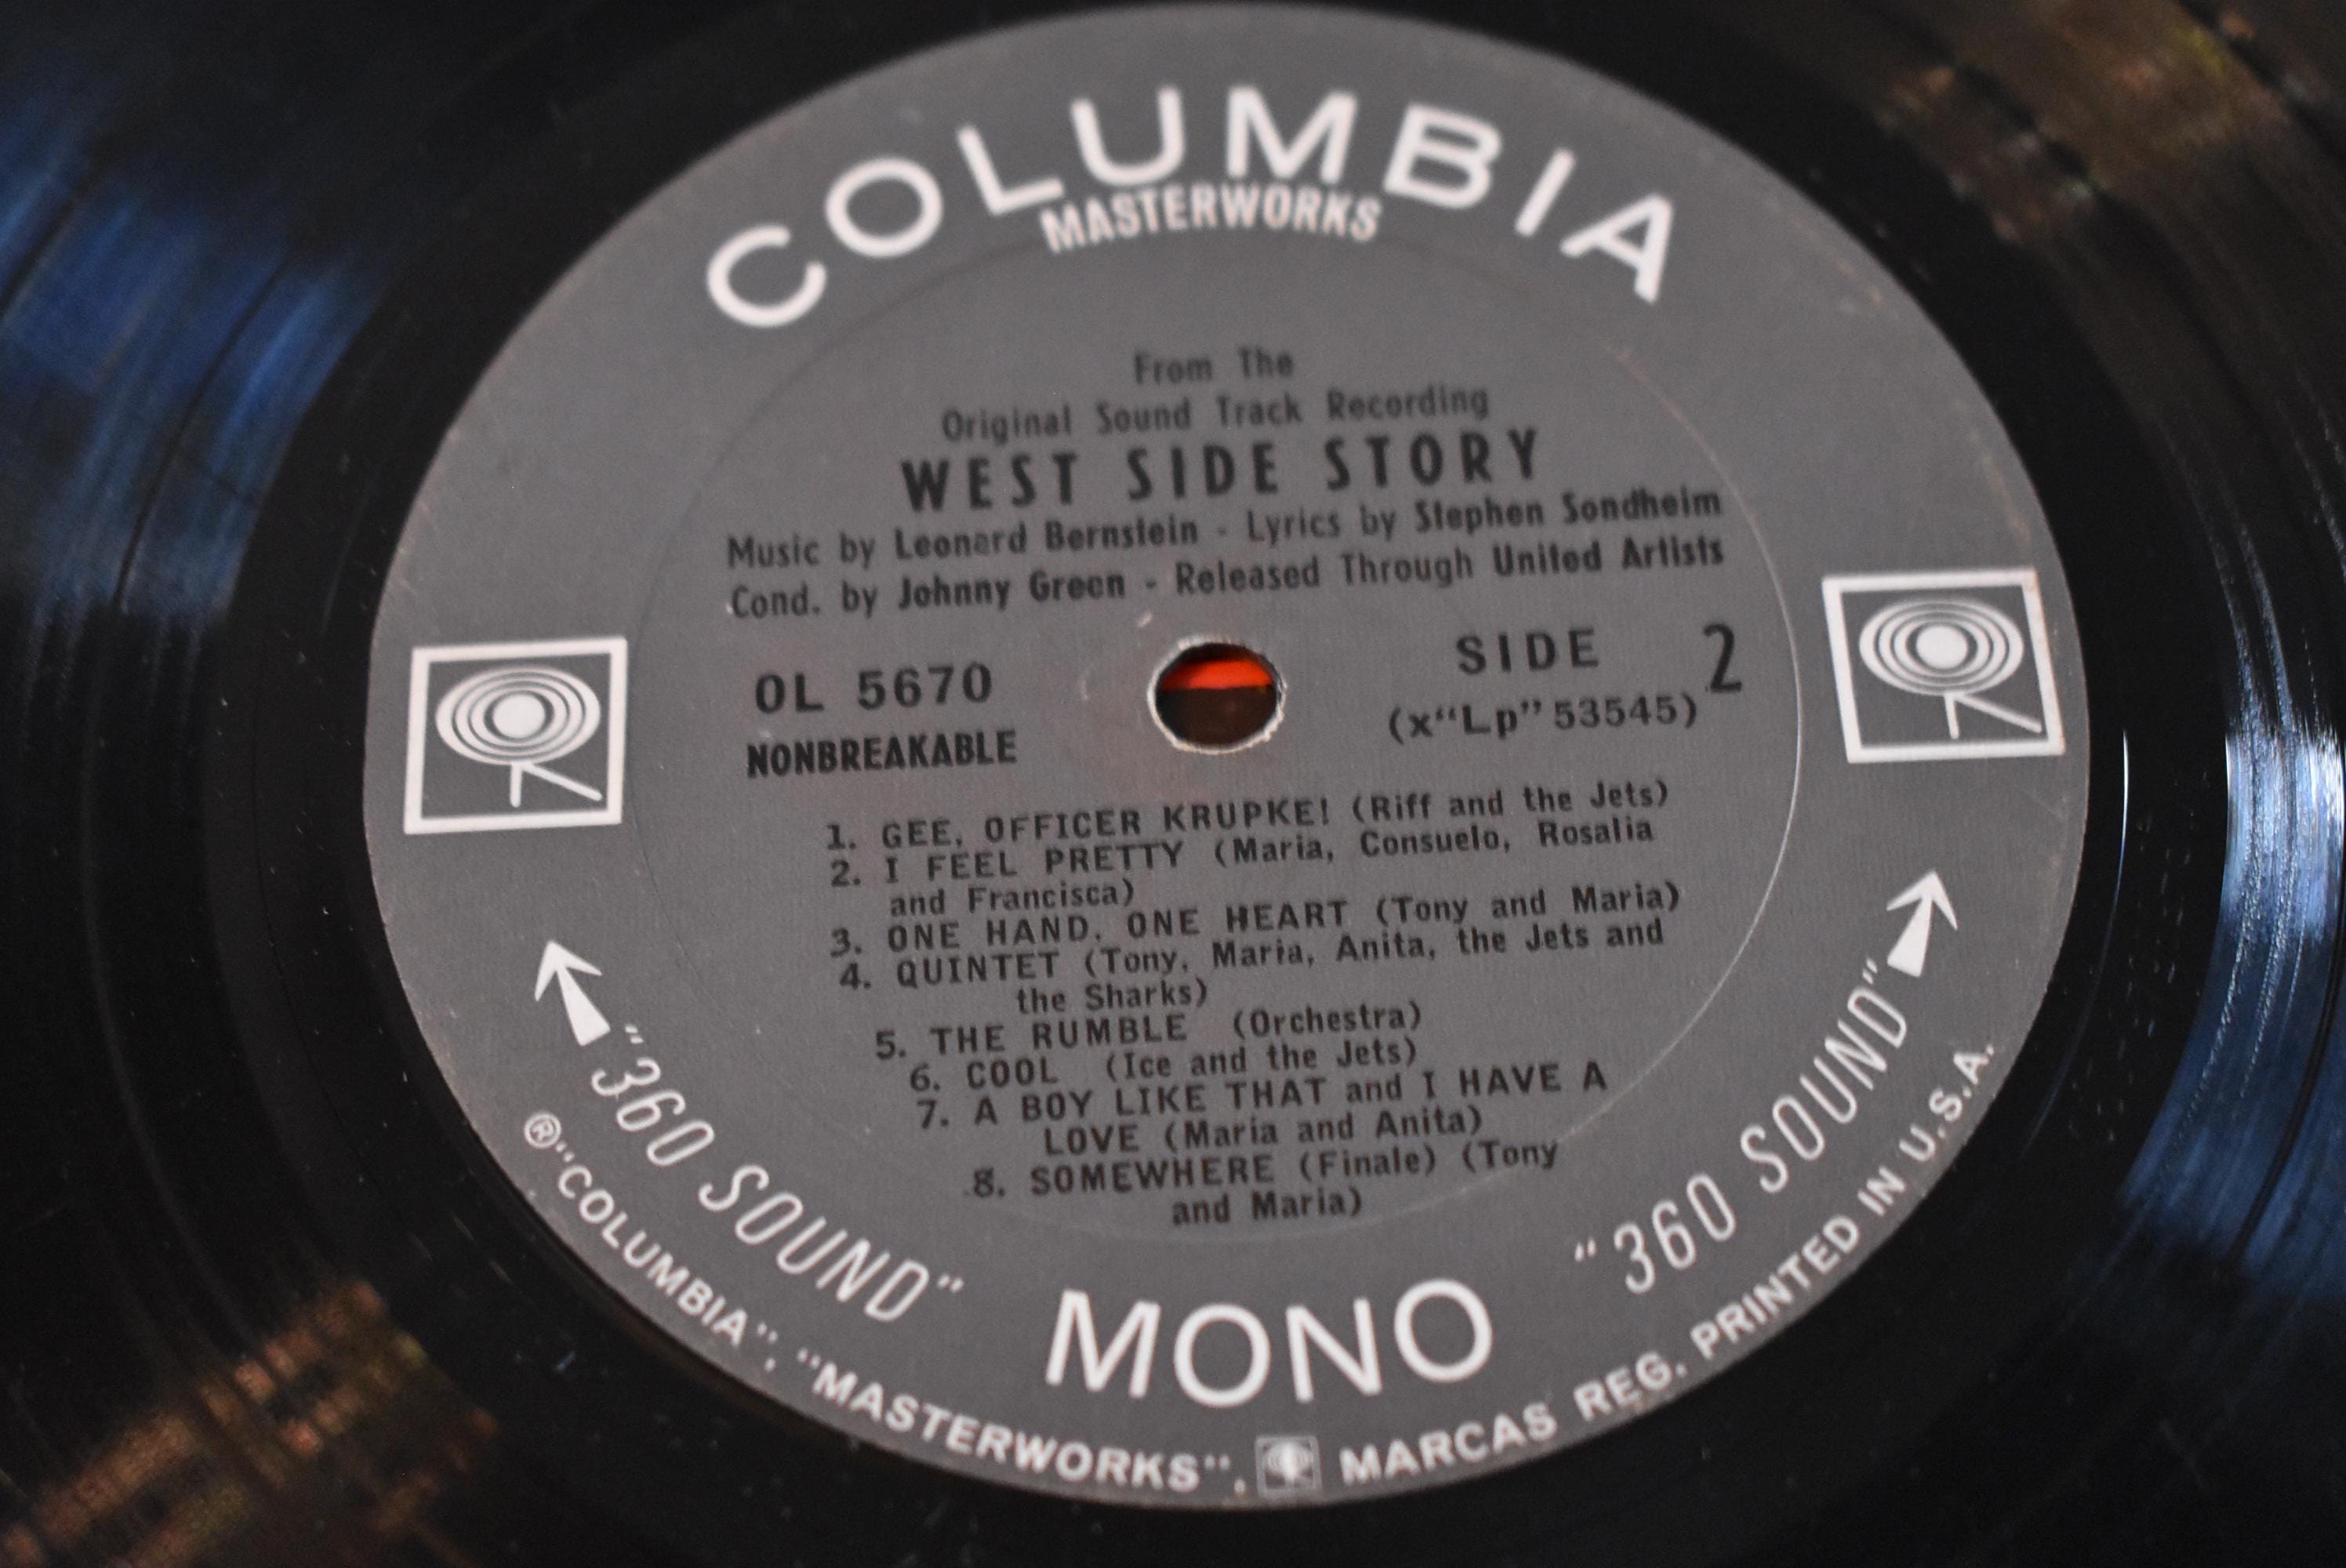 COLUMBIA
MASTERWORKS
From The
Original Sound Track Recording
WEST SIDE STORY
Music by Leonard Bernstein - Lyrics by Stephen Sondheim
Cond. by Johnny Green - Released Through United Artists
OL 5670
NONBREAKABLE
SIDE 2
(x“Lp” 53545)
1. GEE, OFFICER KRUPKE! (Riff and the Jets)
2. I FEEL PRETTY (Maria, Consuelo, Rosalia
and Francisca)
3. ONE HAND, ONE HEART (Tony and Maria)
4. QUINTET (Tony, Maria, Anita, the Jets and
the Sharks)
5. THE RUMBLE (Orchestra)
6. COOL (Ice and the Jets)
7. A BOY LIKE THAT and I HAVE A
LOVE (Maria and Anita)
8. SOMEWHERE (Finale) (Tony
and Maria)
“360 SOUND”
MONO
“360 SOUND”
®“COLUMBIA”, “MASTERWORKS”, MARCAS REG. PRINTED IN U.S.A.